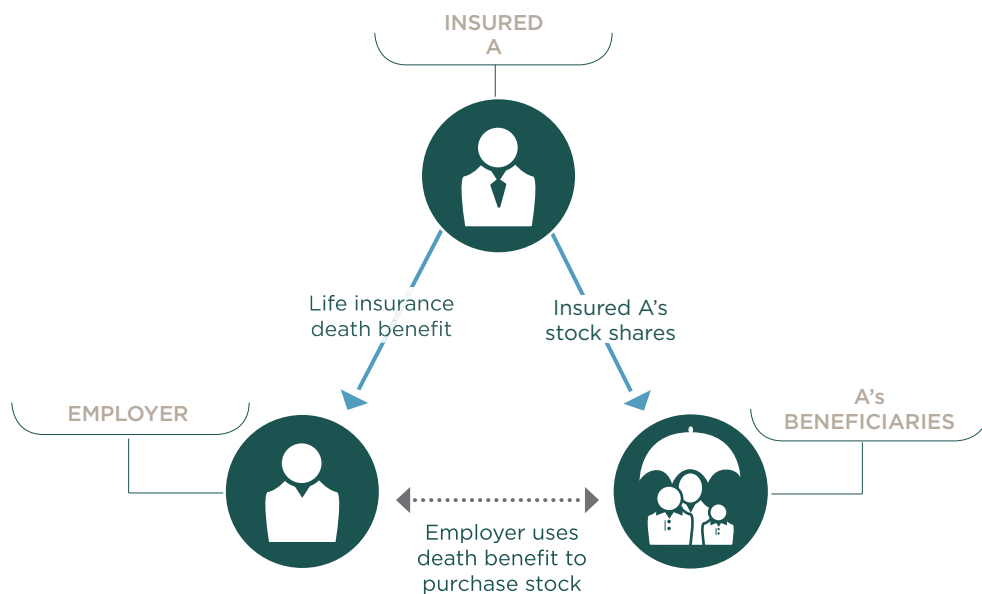 INSURED
A
Life insurance
death benefit
Insured A’s
stock shares
EMPLOYER
A’s
BENEFICIARIES
Employer uses
death benefit to
purchase stock